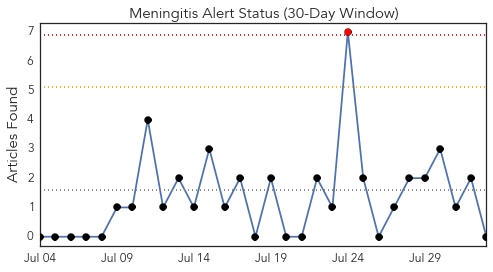 Meningitis Alert Status (30-Day Window)
Articles Found
7
6
5
4
3
2
1
0
Jul 04
Jul 09
Jul 14
Jul 19
Jul 24
Jul 29